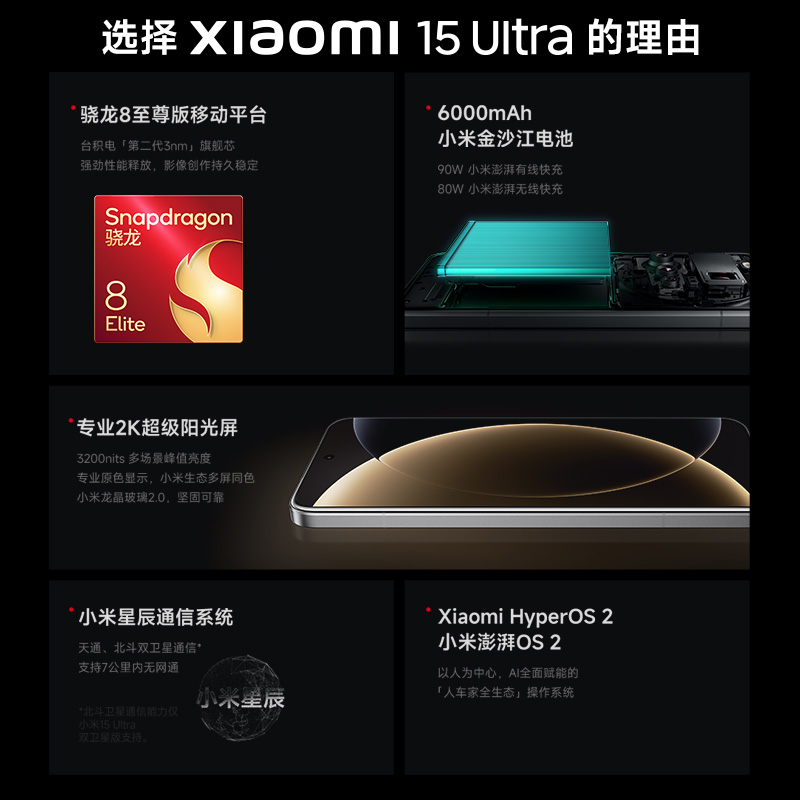 选择 xiaomi 15 Ultra 的理由
骁龙8至尊版移动平台
台积电「第二代3nm」旗舰芯
强劲性能释放，影像创作持久稳定
Snapdragon
骁龙
8
Elite
6000mAh
小米金沙江电池
90W 小米澎湃有线快充
80W 小米澎湃无线快充
专业2K超级阳光屏
3200nits 多场景峰值亮度
专业原色显示，小米生态多屏同色
小米龙晶玻璃2.0，坚固可靠
小米星辰通信系统
天通、北斗双卫星通信*
支持7公里内无网通
小米星辰
*北斗卫星通信能力仅
小米15 Ultra
双卫星版支持。
Xiaomi HyperOS 2
小米澎湃OS 2
以人为中心，AI全面赋能的
「人车家全生态」操作系统